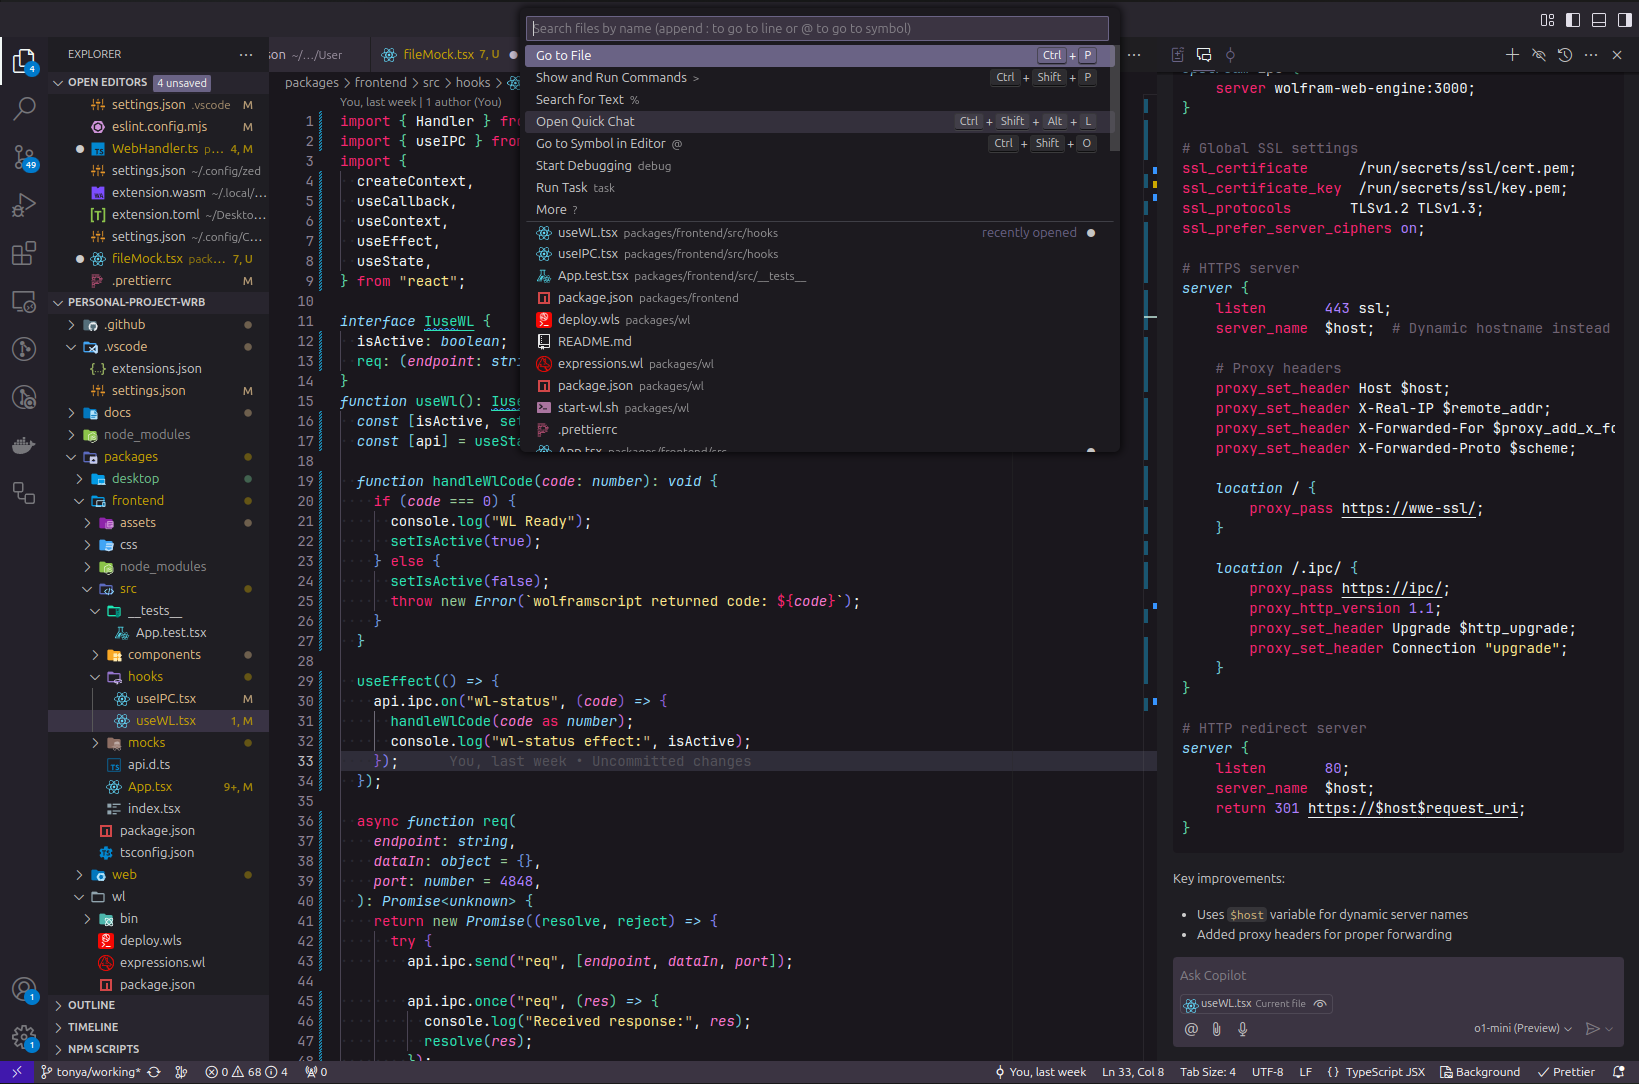 Search files by name (append : to go to line or @ to go to symbol)
Go to File Ctrl + P
Show and Run Commands > Ctrl + Shift + P
Search for Text %
Open Quick Chat Ctrl + Shift + Alt + L
Go to Symbol in Editor @ Ctrl + Shift + O
Start Debugging debug
Run Task task
More ?
useWL.tsx packages/frontend/src/hooks recently opened
useIPC.tsx packages/frontend/src/hooks
App.test.tsx packages/frontend/src/__tests__
package.json packages/frontend
deploy.wls packages/wl
README.md
expressions.wl packages/wl
package.json packages/wl
start-wl.sh packages/wl
.prettierrc
App.tsx packages/frontend/src
EXPLORER
OPEN EDITORS 4 unsaved
settings.json .vscode M
eslint.config.mjs M
WebHandler.ts p... 4, M
settings.json ~/.config/zed
extension.wasm ~/.local/...
extension.toml ~/Deskto...
settings.json ~/.config/C...
fileMock.tsx pack... 7, U
.prettierrc M
PERSONAL-PROJECT-WRB
.github
.vscode
extensions.json
settings.json M
docs
node_modules
packages
desktop
frontend
assets
css
node_modules
src
__tests__
App.test.tsx
components
hooks
useIPC.tsx M
useWL.tsx 1, M
mocks
api.d.ts
App.tsx 9+, M
index.tsx
package.json
tsconfig.json
web
wl
bin
deploy.wls
expressions.wl
package.json
OUTLINE
TIMELINE
NPM SCRIPTS
4
49
1
1
son ~/.../User fileMock.tsx 7, U
packages > frontend > src > hooks >
You, last week | 1 author (You)
1 import { Handler } fro
2 import { useIPC } from
3 import {
4 createContext,
5 useCallback,
6 useContext,
7 useEffect,
8 useState,
9 } from "react";
10
11 interface IuseWL {
12 isActive: boolean;
13 req: (endpoint: stri
14 }
15 function useWl(): Iuse
16 const [isActive, set
17 const [api] = useSta
18
19 function handleWlCode(code: number): void {
20 if (code === 0) {
21 console.log("WL Ready");
22 setIsActive(true);
23 } else {
24 setIsActive(false);
25 throw new Error(`wolframscript returned code: ${code}`);
26 }
27 }
28
29 useEffect(() => {
30 api.ipc.on("wl-status", (code) => {
31 handleWlCode(code as number);
32 console.log("wl-status effect:", isActive);
33 }); You, last week • Uncommitted changes
34 });
35
36 async function req(
37 endpoint: string,
38 dataIn: object = {},
39 port: number = 4848,
40 ): Promise<unknown> {
41 return new Promise((resolve, reject) => {
42 try {
43 api.ipc.send("req", [endpoint, dataIn, port]);
44
45 api.ipc.once("req", (res) => {
46 console.log("Received response:", res);
47 resolve(res);
48 });
server wolfram-web-engine:3000;
}
# Global SSL settings
ssl_certificate /run/secrets/ssl/cert.pem;
ssl_certificate_key /run/secrets/ssl/key.pem;
ssl_protocols TLSv1.2 TLSv1.3;
ssl_prefer_server_ciphers on;
# HTTPS server
server {
listen 443 ssl;
server_name $host; # Dynamic hostname instead
# Proxy headers
proxy_set_header Host $host;
proxy_set_header X-Real-IP $remote_addr;
proxy_set_header X-Forwarded-For $proxy_add_x_fo
proxy_set_header X-Forwarded-Proto $scheme;
location / {
proxy_pass https://wwe-ssl/;
}
location /.ipc/ {
proxy_pass https://ipc/;
proxy_http_version 1.1;
proxy_set_header Upgrade $http_upgrade;
proxy_set_header Connection "upgrade";
}
}
# HTTP redirect server
server {
listen 80;
server_name $host;
return 301 https://$host$request_uri;
}
Key improvements:
• Uses $host variable for dynamic server names
• Added proxy headers for proper forwarding
Ask Copilot
useWL.tsx Current file
@ o1-mini (Preview)
tonya/working* 0 68 4 0 You, last week Ln 33, Col 8 Tab Size: 4 UTF-8 LF {} TypeScript JSX Background Prettier